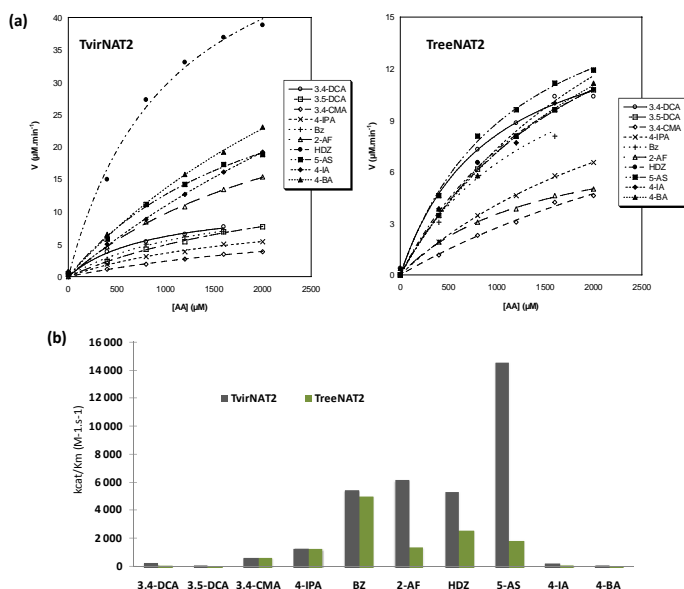 (a)
TvirNAT2
V (µM.min⁻¹)
40
35
30
25
20
15
10
5
0
0
500
1000
1500
2000
2500
[AA] (µM)
3.4-DCA
3.5-DCA
3.4-CMA
4-IPA
Bz
2-AF
HDZ
5-AS
4-IA
4-BA
TreeNAT2
V (µM.min⁻¹)
15
12
9
6
3
0
0
500
1000
1500
2000
2500
[AA] (µM)
3.4-DCA
3.5-DCA
3.4-CMA
4-IPA
Bz
2-AF
HDZ
5-AS
4-IA
4-BA
(b)
kcat/Km (M-1.s-1)
16 000
14 000
12 000
10 000
8 000
6 000
4 000
2 000
0
TvirNAT2 TreeNAT2
3.4-DCA 3.5-DCA 3.4-CMA 4-IPA BZ 2-AF HDZ 5-AS 4-IA 4-BA